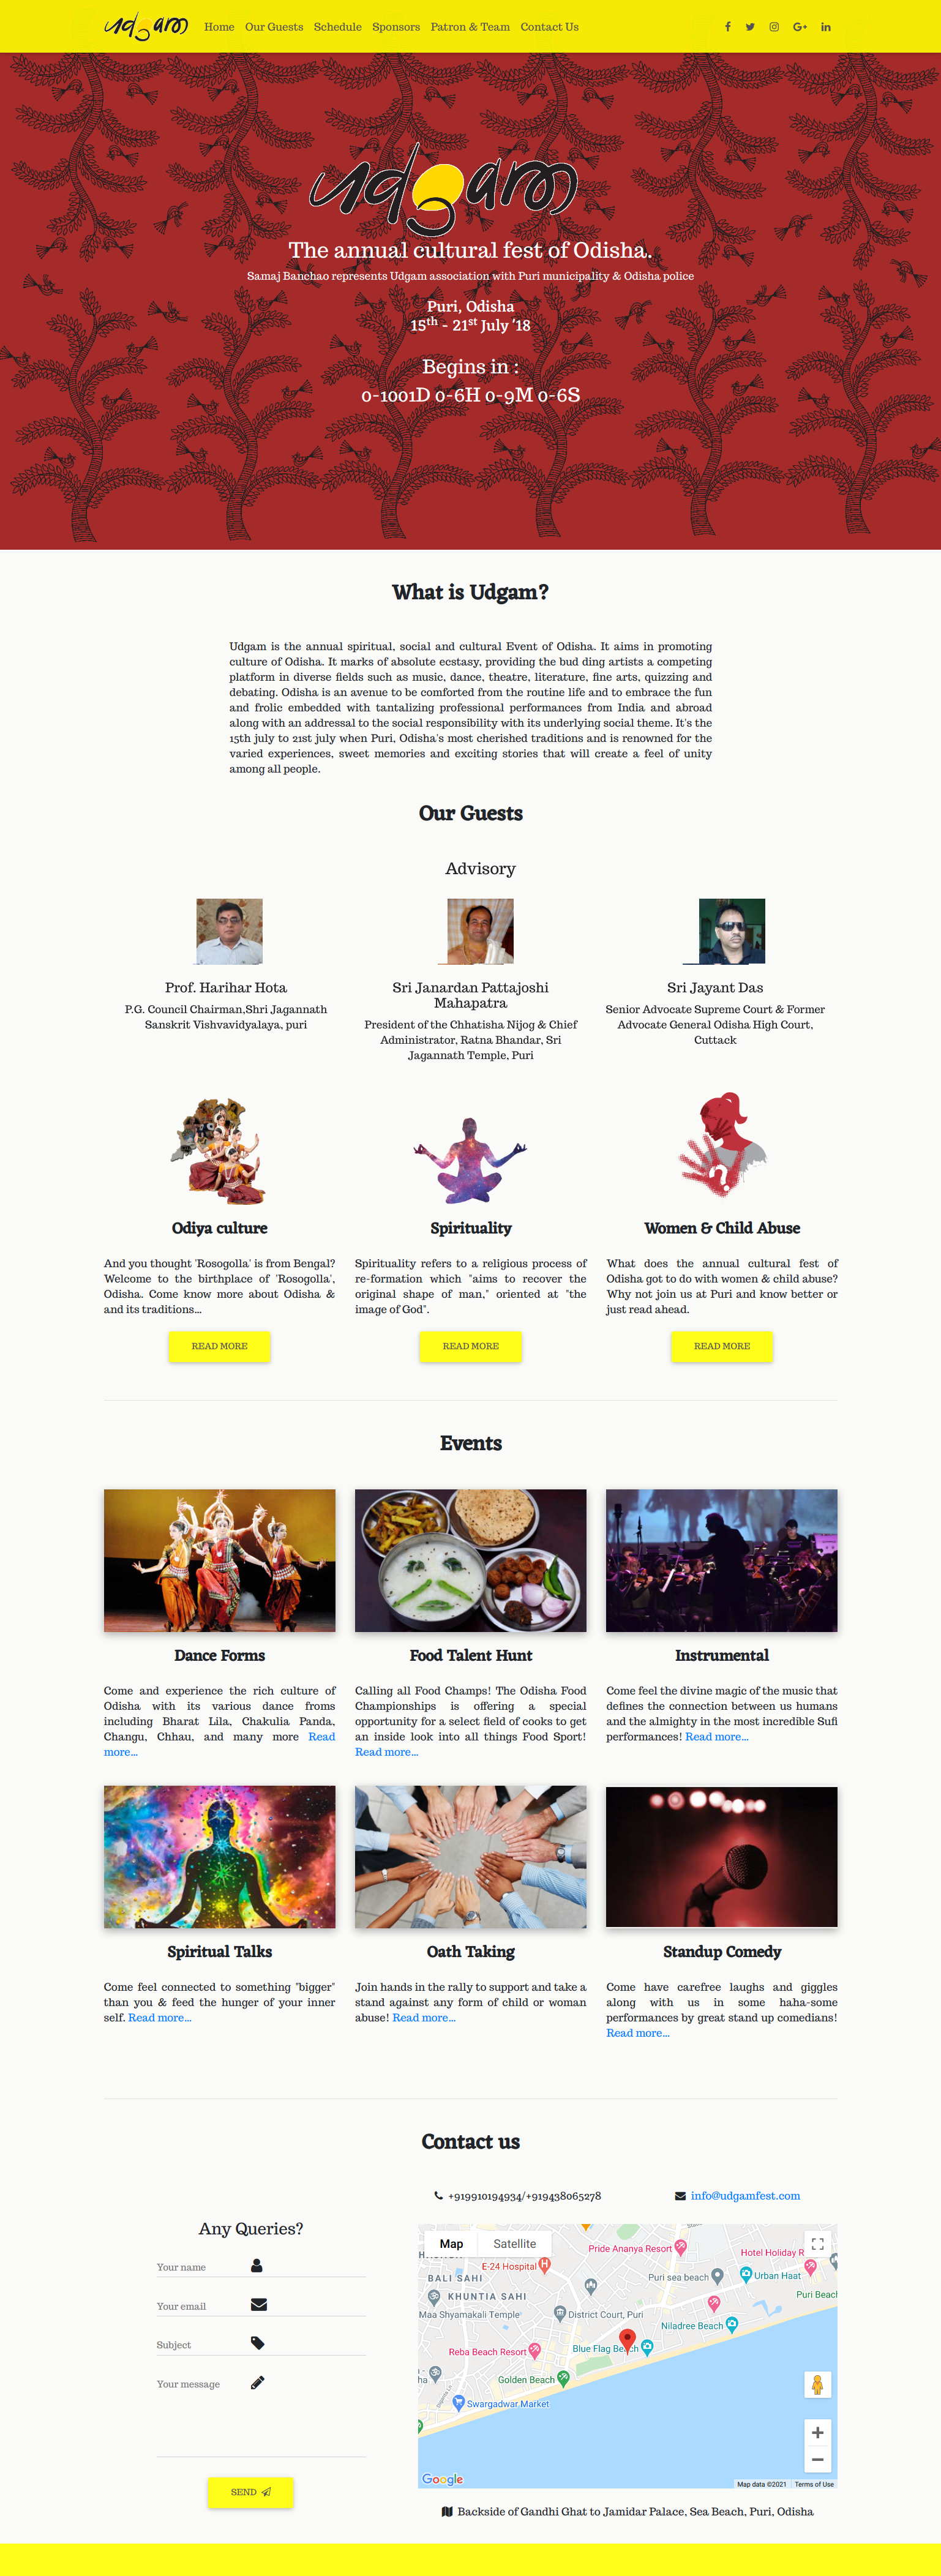 udgam
Home Our Guests Schedule Sponsors Patron & Team Contact Us
udgam
The annual cultural fest of Odisha.
Samaj Banchao represents Udgam association with Puri municipality & Odisha police
Puri, Odisha
15th - 21st July '18
Begins in :
0-1001D 0-6H 0-9M 0-6S
What is Udgam?
Udgam is the annual spiritual, social and cultural Event of Odisha. It aims in promoting
culture of Odisha. It marks of absolute ecstasy, providing the bud ding artists a competing
platform in diverse fields such as music, dance, theatre, literature, fine arts, quizzing and
debating. Odisha is an avenue to be comforted from the routine life and to embrace the fun
and frolic embedded with tantalizing professional performances from India and abroad
along with an addressal to the social responsibility with its underlying social theme. It's the
15th july to 21st july when Puri, Odisha's most cherished traditions and is renowned for the
varied experiences, sweet memories and exciting stories that will create a feel of unity
among all people.
Our Guests
Advisory
Prof. Harihar Hota
P.G. Council Chairman,Shri Jagannath
Sanskrit Vishvavidyalaya, puri
Sri Janardan Pattajoshi
Mahapatra
President of the Chhatisha Nijog & Chief
Administrator, Ratna Bhandar, Sri
Jagannath Temple, Puri
Sri Jayant Das
Senior Advocate Supreme Court & Former
Advocate General Odisha High Court,
Cuttack
Odiya culture
And you thought 'Rosogolla' is from Bengal?
Welcome to the birthplace of 'Rosogolla',
Odisha. Come know more about Odisha &
and its traditions...
READ MORE
Spirituality
Spirituality refers to a religious process of
re-formation which "aims to recover the
original shape of man," oriented at "the
image of God".
READ MORE
?
Women & Child Abuse
What does the annual cultural fest of
Odisha got to do with women & child abuse?
Why not join us at Puri and know better or
just read ahead.
READ MORE
Events
Dance Forms
Come and experience the rich culture of
Odisha with its various dance froms
including Bharat Lila, Chakulia Panda,
Changu, Chhau, and many more Read
more...
Food Talent Hunt
Calling all Food Champs! The Odisha Food
Championships is offering a special
opportunity for a select field of cooks to get
an inside look into all things Food Sport!
Read more...
Instrumental
Come feel the divine magic of the music that
defines the connection between us humans
and the almighty in the most incredible Sufi
performances! Read more...
Spiritual Talks
Come feel connected to something "bigger"
than you & feed the hunger of your inner
self. Read more...
Oath Taking
Join hands in the rally to support and take a
stand against any form of child or woman
abuse! Read more...
Standup Comedy
Come have carefree laughs and giggles
along with us in some haha-some
performances by great stand up comedians!
Read more...
Contact us
+919910194934/+919438065278
info@udgamfest.com
Any Queries?
Your name
Your email
Subject
Your message
SEND
Map Satellite
Pride Ananya Resort
Hotel Holiday R
E-24 Hospital
BALI SAHI
Puri sea beach
Urban Haat
KHUNTIA SAHI
Puri Beach
Maa Shyamakali Temple
District Court, Puri
Niladree Beach
Reba Beach Resort
Blue Flag Beach
Golden Beach
Swargadwar Market
Google
Map data ©2021 Terms of Use
Backside of Gandhi Ghat to Jamidar Palace, Sea Beach, Puri, Odisha